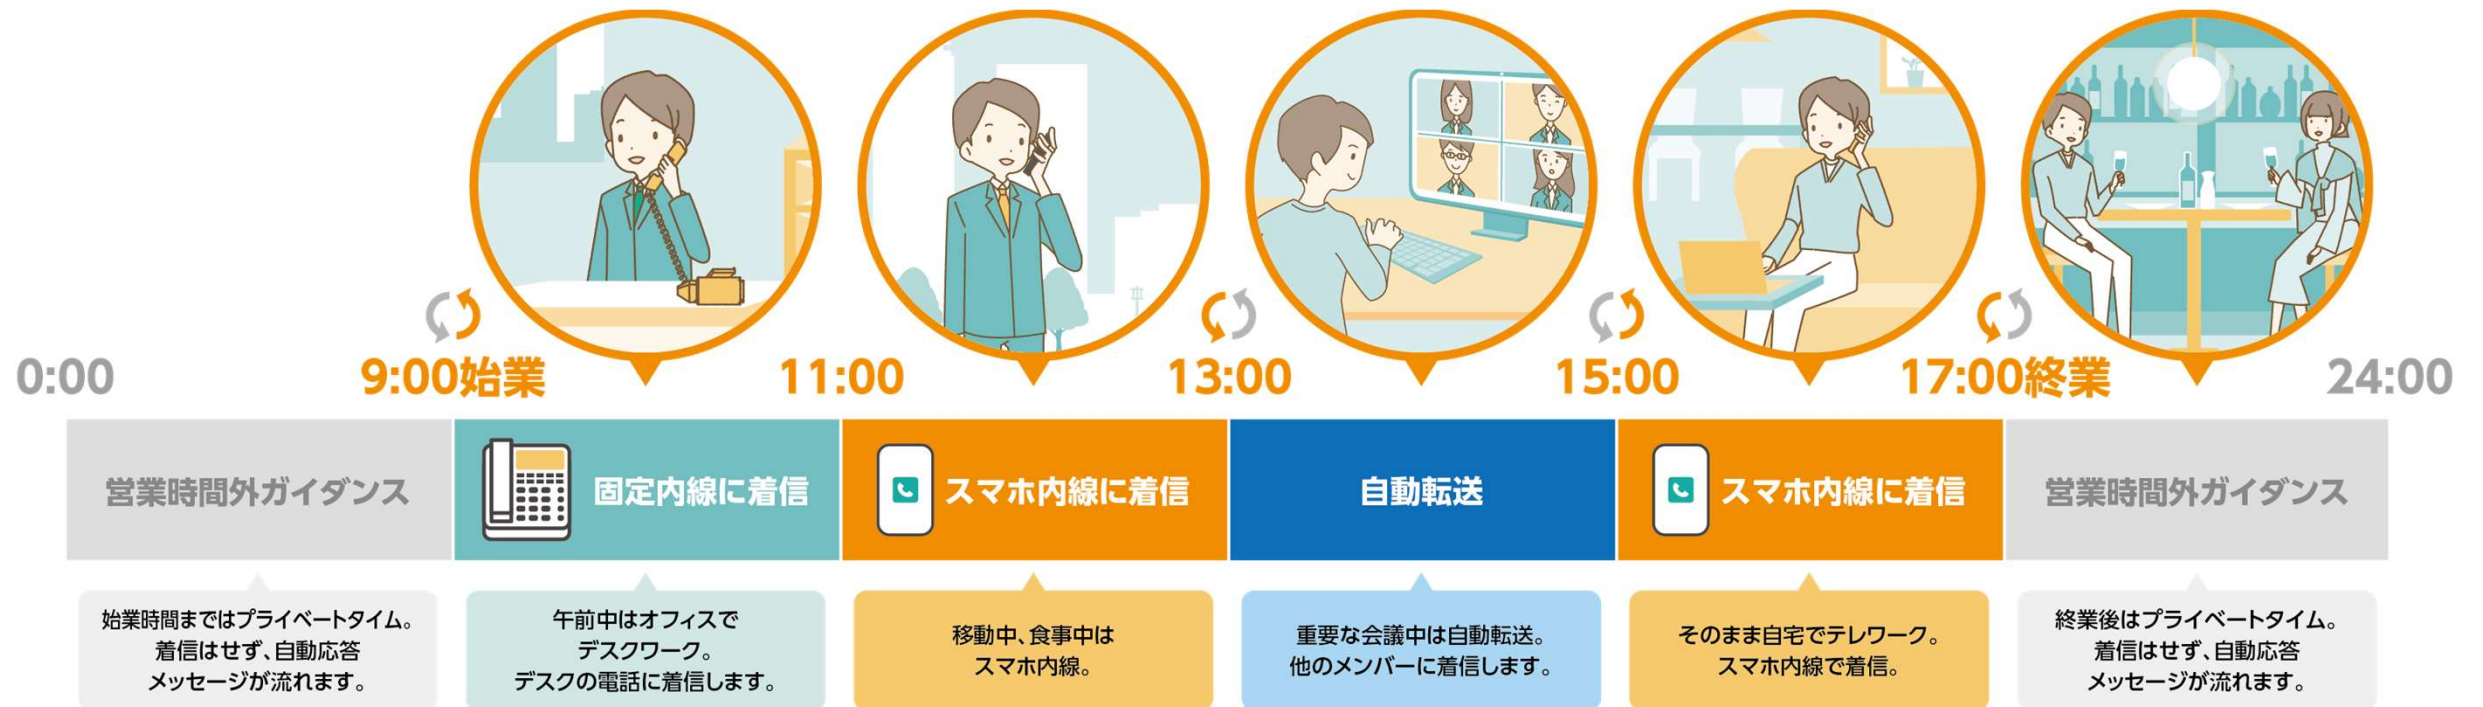 0:00
9:00始業
11:00
13:00
15:00
17:00終業
24:00
営業時間外ガイダンス
固定内線に着信
スマホ内線に着信
自動転送
スマホ内線に着信
営業時間外ガイダンス
始業時間まではプライベートタイム。
着信はせず、自動応答
メッセージが流れます。
午前中はオフィスで
デスクワーク。
デスクの電話に着信します。
移動中、食事中は
スマホ内線。
重要な会議中は自動転送。
他のメンバーに着信します。
そのまま自宅でテレワーク。
スマホ内線で着信。
終業後はプライベートタイム。
着信はせず、自動応答
メッセージが流れます。